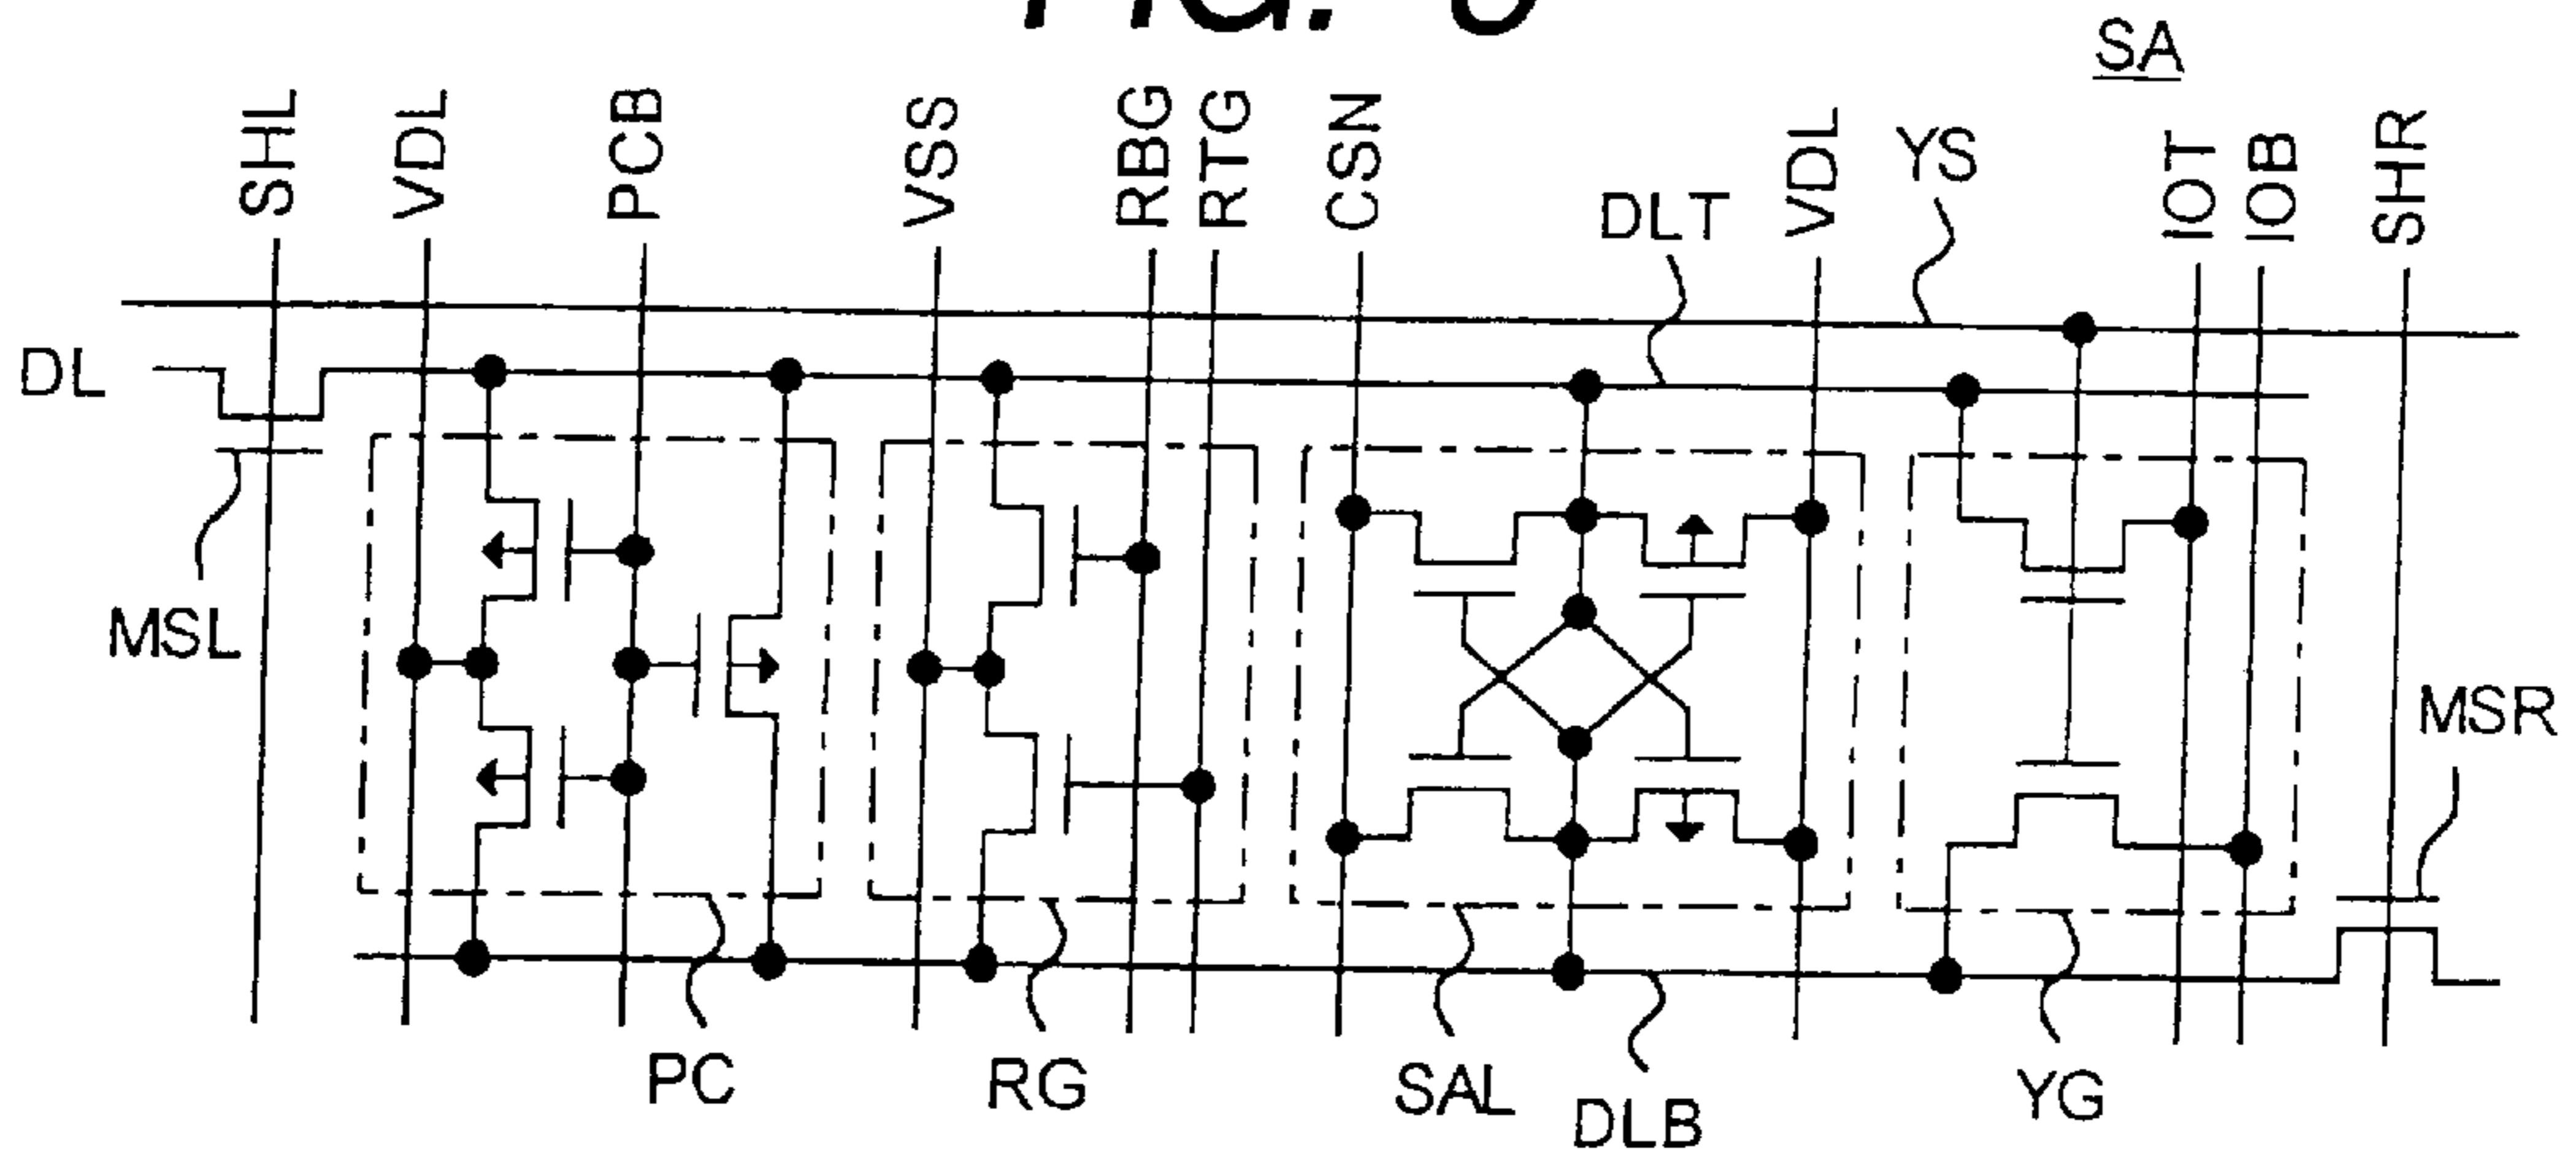 SA
SHL
VDL
PCB
VSS
RBG
RTG
CSN
DLT
VDL
YS
IOT
IOB
SHR
DL
MSL
MSR
PC
RG
SAL
DLB
YG